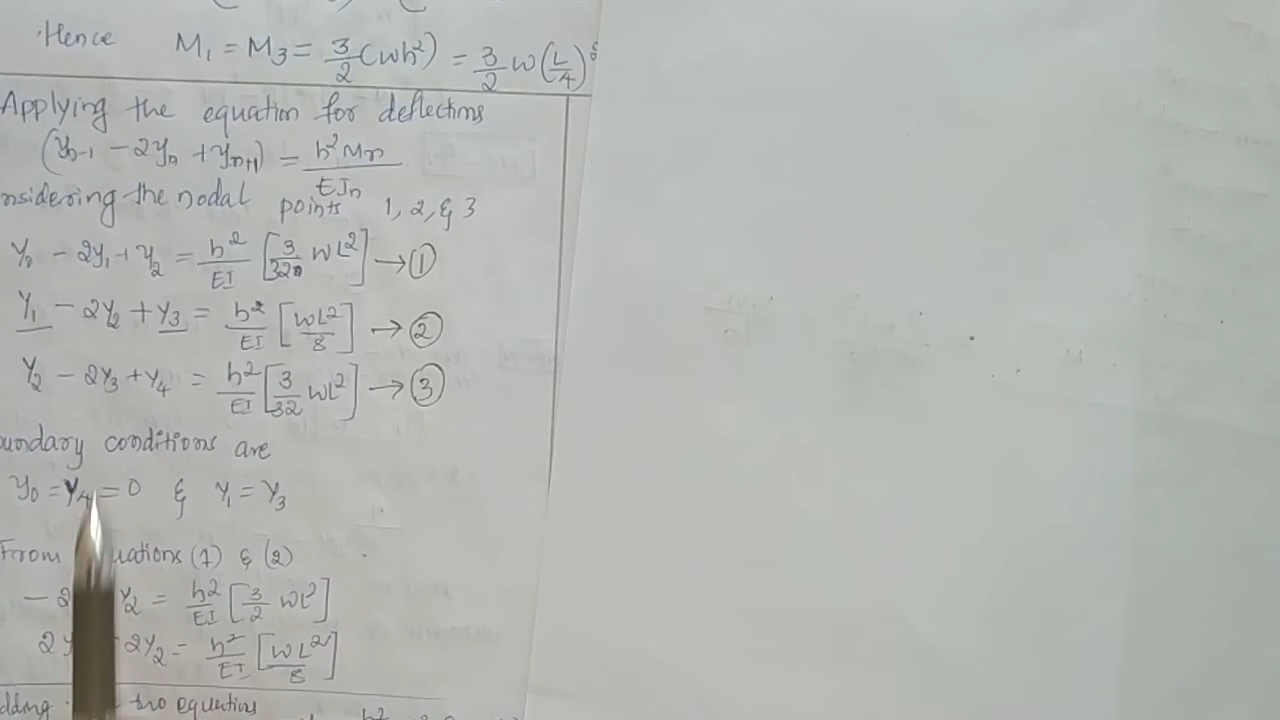 Hence M₁ = M₃ = 3/2 (wh²) = 3/2 w(L/4)
Applying the equation for deflections
(yₙ₋₁ - 2yₙ + yₙ₊₁) = h²Mₙ/EIₙ
nsidering the nodal points 1, 2, & 3
y₀ - 2y₁ + y₂ = h²/EI [3/32 WL²] → ①
y₁ - 2y₂ + y₃ = h²/EI [WL²/8] → ②
y₂ - 2y₃ + y₄ = h²/EI [3/32 WL²] → ③
undary conditions are
y₀ = y₄ = 0 & y₁ = y₃
From uations (1) & (2)
- 2 y₂ = h²/EI [3/2 WL²]
2y 2y₂ = h²/EI [WL²/8]
dding two equations